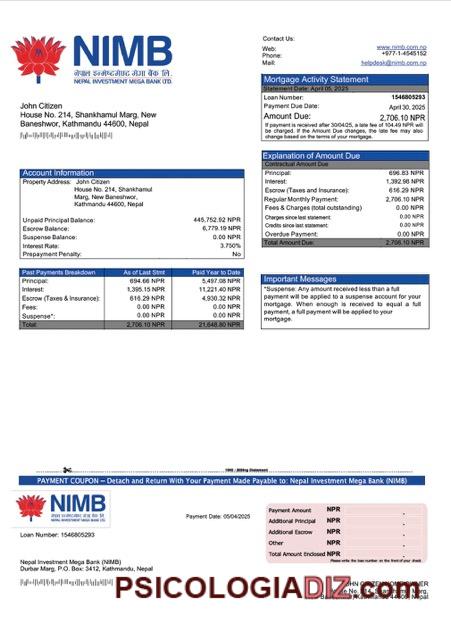 NIMB
नेपाल इन्भेष्टमेण्ट मेगा बैंक लि.
NEPAL INVESTMENT MEGA BANK LTD.
Contact Us:
Web: www.nimb.com.np
Phone: +977-1-4545152
Mail: helpdesk@nimb.com.np
John Citizen
House No. 214, Shankhamul Marg, New
Baneshwor, Kathmandu 44600, Nepal
Mortgage Activity Statement
Statement Date: April 05, 2025
Loan Number: 1546805293
Payment Due Date: April 30, 2025
Amount Due: 2,706.10 NPR
If payment is received after 30/04/25, a late fee of 104.49 NPR will
be charged. If the Amount Due changes, the late fee may also
change based on the terms of your mortgage.
Explanation of Amount Due
Contractual Amount Due
Principal: 696.83 NPR
Interest: 1,392.98 NPR
Escrow (Taxes and Insurance): 616.29 NPR
Regular Monthly Payment: 2,706.10 NPR
Fees & Charges (total outstanding) 0.00 NPR
Charges since last statement: 0.00 NPR
Credits since last statement: 0.00 NPR
Overdue Payment: 0.00 NPR
Total Amount Due: 2,706.10 NPR
Account Information
Property Address: John Citizen
House No. 214, Shankhamul
Marg, New Baneshwor,
Kathmandu 44600, Nepal
Unpaid Principal Balance: 445,752.92 NPR
Escrow Balance: 6,779.19 NPR
Suspense Balance: 0.00 NPR
Interest Rate: 3.750%
Prepayment Penalty: No
Past Payments Breakdown As of Last Stmt Paid Year to Date
Principal: 694.66 NPR 5,497.08 NPR
Interest: 1,395.15 NPR 11,221.40 NPR
Escrow (Taxes & Insurance): 616.29 NPR 4,930.32 NPR
Fees: 0.00 NPR 0.00 NPR
Suspense*: 0.00 NPR 0.00 NPR
Total: 2,706.10 NPR 21,648.80 NPR
Important Messages
*Suspense: Any amount received less than a full
payment will be applied to a suspense account for your
mortgage. When enough is received to equal a full
payment, a full payment will be applied to your
mortgage.
PAYMENT COUPON – Detach and Return With Your Payment Made Payable to: Nepal Investment Mega Bank (NIMB)
NIMB
नेपाल इन्भेष्टमेण्ट मेगा बैंक लि.
NEPAL INVESTMENT MEGA BANK LTD.
Payment Date: 05/04/2025
Loan Number: 1546805293
Payment Amount NPR
Additional Principal NPR
Additional Escrow NPR
Other NPR
Total Amount Enclosed NPR
Please write the loan number on the front of your check
Nepal Investment Mega Bank (NIMB)
Durbar Marg, P.O. Box: 3412, Kathmandu, Nepal
PSICOLOGIADIZ.com